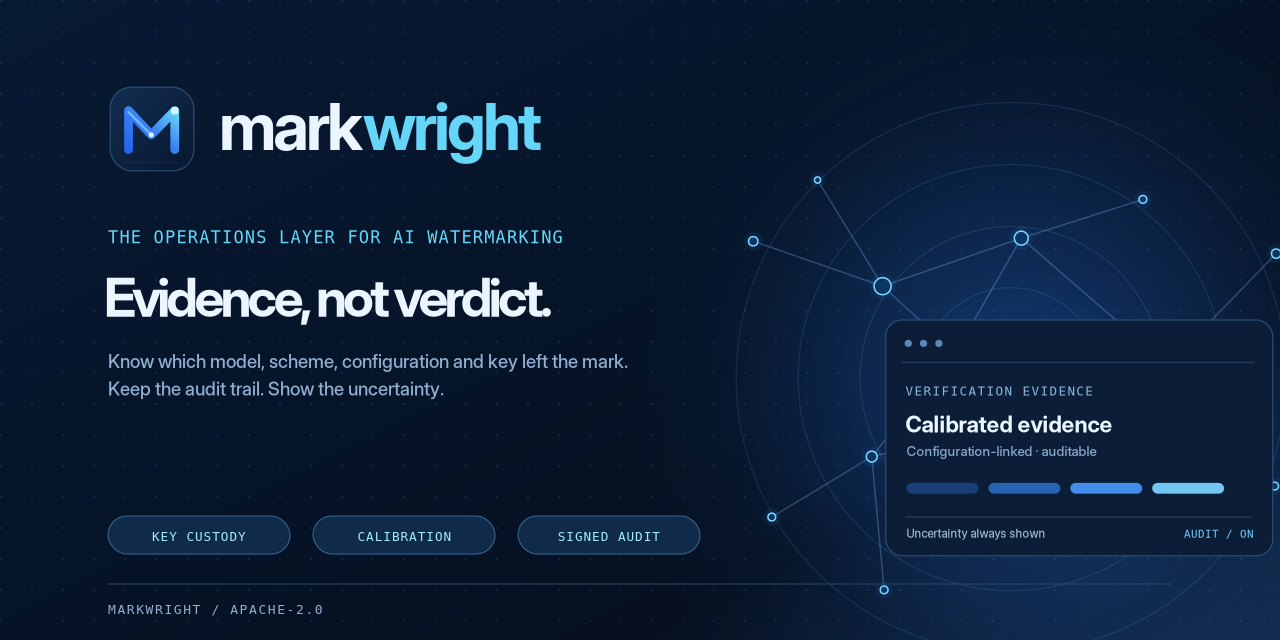 markwright
THE OPERATIONS LAYER FOR AI WATERMARKING
Evidence, not verdict.
Know which model, scheme, configuration and key left the mark.
Keep the audit trail. Show the uncertainty.
KEY CUSTODY
CALIBRATION
SIGNED AUDIT
MARKWRIGHT / APACHE-2.0
VERIFICATION EVIDENCE
Calibrated evidence
Configuration-linked · auditable
Uncertainty always shown
AUDIT / ON